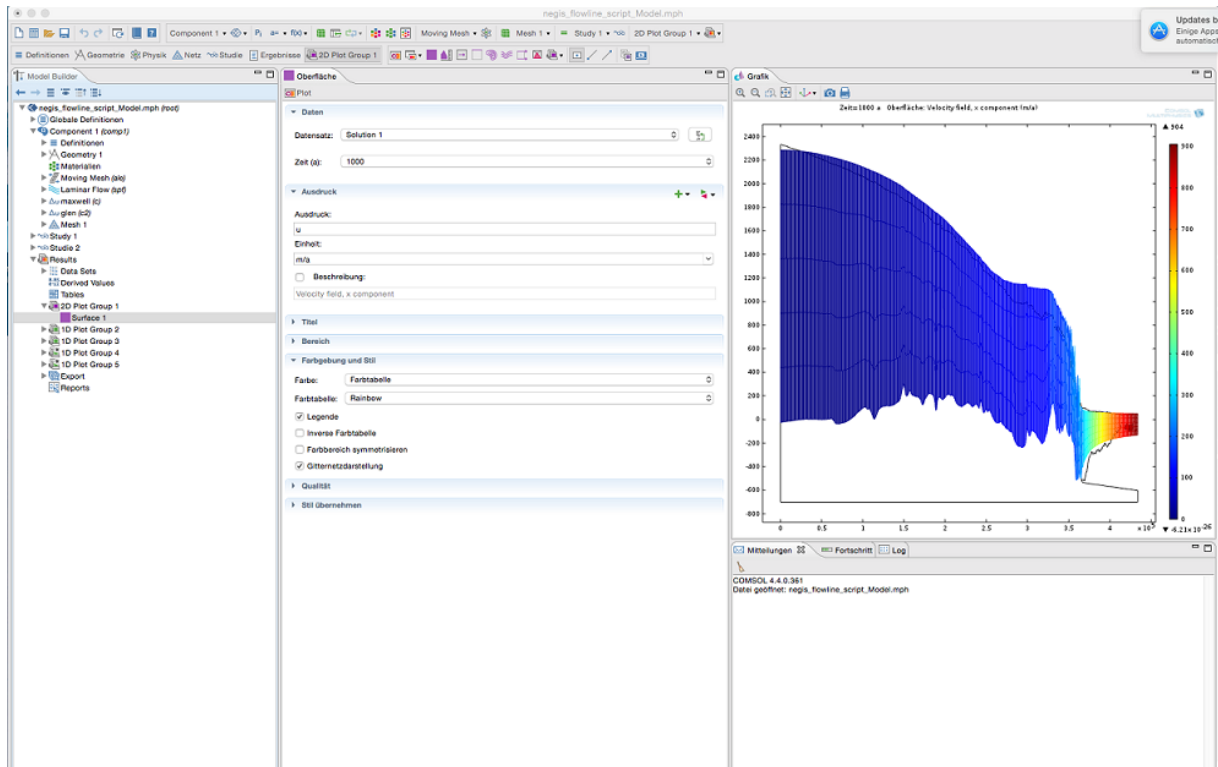 negis_flowline_script_Model.mph
Updates b
Einige Apps
automatisch
Component 1
Pi
a=
f(x)
Moving Mesh
Mesh 1
Study 1
2D Plot Group 1
Definitionen Geometrie Physik Netz Studie Ergebnisse 2D Plot Group 1
Model Builder
negis_flowline_script_Model.mph (root)
Globale Definitionen
Component 1 (comp1)
Definitionen
Geometry 1
Materialien
Moving Mesh (ale)
Laminar Flow (spf)
Δu maxwell (c)
Δu glen (c2)
Mesh 1
Study 1
Studie 2
Results
Data Sets
Derived Values
Tables
2D Plot Group 1
Surface 1
1D Plot Group 2
1D Plot Group 3
1D Plot Group 4
1D Plot Group 5
Export
Reports
Oberfläche
Plot
Daten
Datensatz: Solution 1
Zeit (a): 1000
Ausdruck
Ausdruck:
u
Einheit:
m/a
Beschreibung:
Velocity field, x component
Titel
Bereich
Farbgebung und Stil
Farbe: Farbtabelle
Farbtabelle: Rainbow
Legende
Inverse Farbtabelle
Farbbereich symmetrisieren
Gitternetzdarstellung
Qualität
Stil übernehmen
Grafik
Zeit=1000 a Oberfläche: Velocity field, x component (m/a)
▲ 904
2400
2200
2000
1800
1600
1400
1200
1000
800
600
400
200
0
-200
-400
-600
-800
0 0.5 1 1.5 2 2.5 3 3.5 4 ×10⁵
900
800
700
600
500
400
300
200
100
0
▼ -6.21×10⁻²⁶
Mitteilungen Fortschritt Log
COMSOL 4.4.0.361
Datei geöffnet: negis_flowline_script_Model.mph